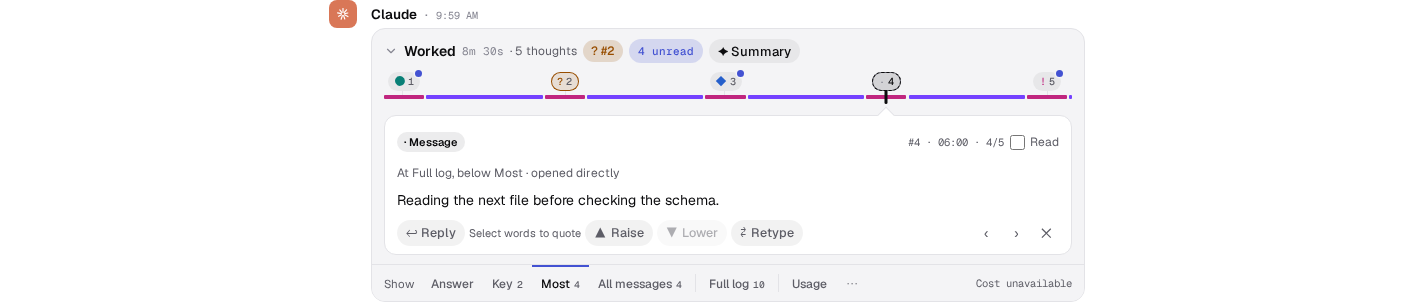 Claude · 9:59 AM
Worked 8m 30s · 5 thoughts ? #2 4 unread ✦ Summary
1 ? 2 3 · 4 ! 5
· Message #4 · 06:00 · 4/5 Read
At Full log, below Most · opened directly
Reading the next file before checking the schema.
↩ Reply Select words to quote ▲ Raise ▼ Lower ⇄ Retype ‹ › ✕
Show Answer Key 2 Most 4 All messages 4 Full log 10 Usage ··· Cost unavailable